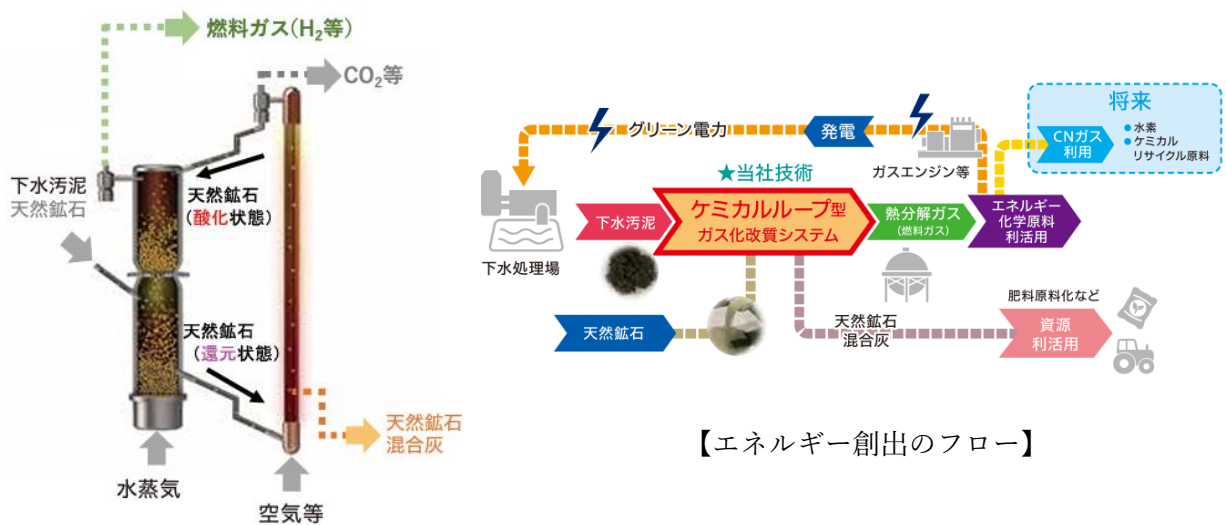 燃料ガス(H₂等)
CO₂等
下水汚泥
天然鉱石
天然鉱石
(酸化状態)
天然鉱石
(還元状態)
天然鉱石
混合灰
水蒸気
空気等
将来
CNガス
利用
●水素
●ケミカル
リサイクル原料
グリーン電力
発電
ガスエンジン等
★当社技術
下水処理場
下水汚泥
ケミカルループ型
ガス化改質システム
熱分解ガス
(燃料ガス)
エネルギー
化学原料
利活用
天然鉱石
天然鉱石
混合灰
肥料原料化など
資源
利活用
【エネルギー創出のフロー】